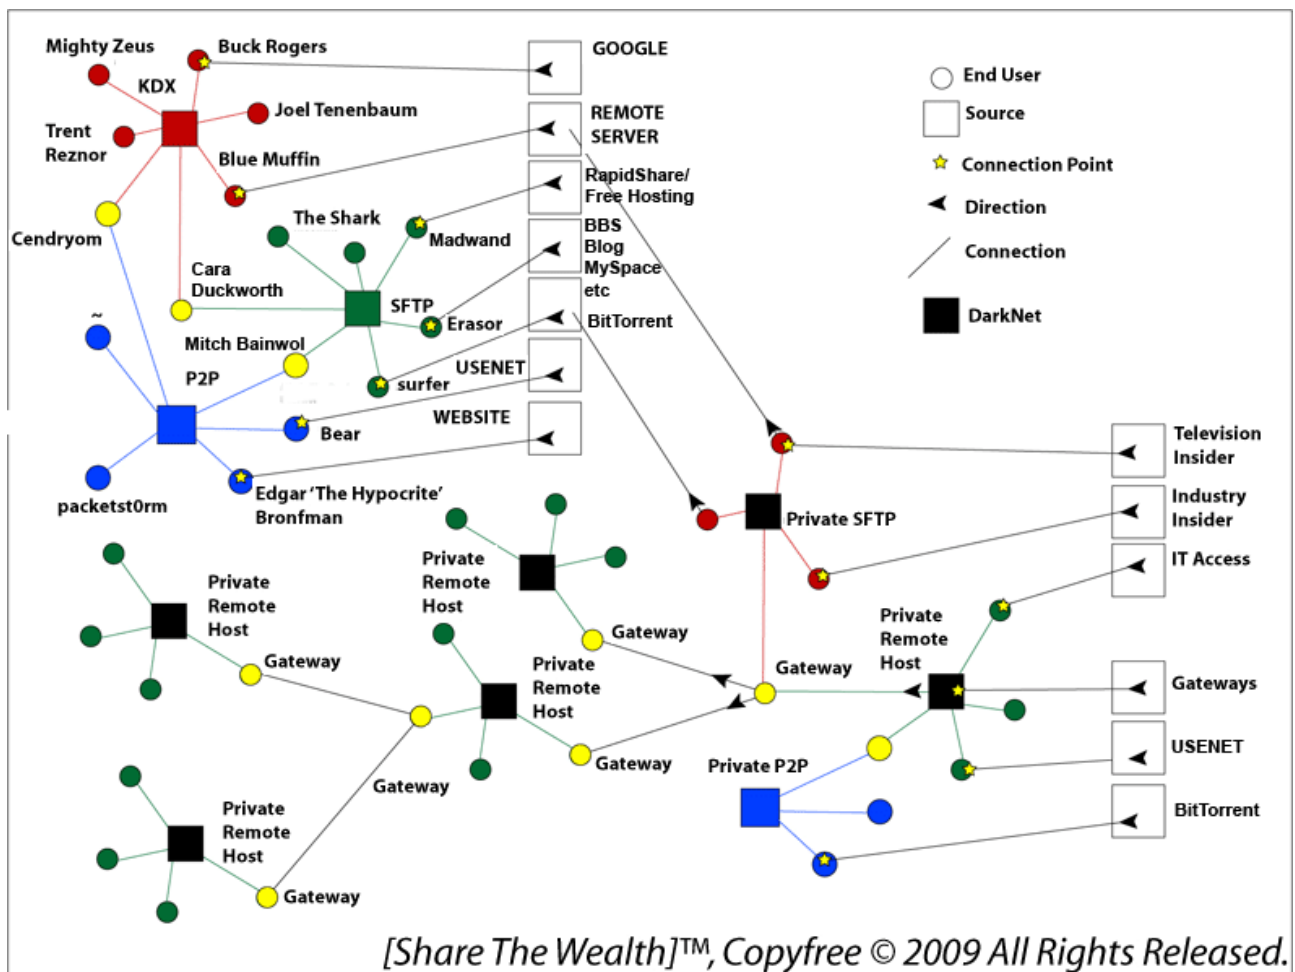 Mighty Zeus
Buck Rogers
KDX
Joel Tenenbaum
Trent
Reznor
Blue Muffin
Cendryom
The Shark
Madwand
Cara
Duckworth
SFTP
Erasor
Mitch Bainwol
surfer
~
P2P
Bear
packetst0rm
Edgar 'The Hypocrite'
Bronfman
GOOGLE
REMOTE
SERVER
RapidShare/
Free Hosting
BBS
Blog
MySpace
etc
BitTorrent
USENET
WEBSITE
End User
Source
Connection Point
Direction
Connection
DarkNet
Television
Insider
Industry
Insider
IT Access
Gateways
USENET
BitTorrent
Private SFTP
Private
Remote
Host
Gateway
Private P2P
Private
Remote
Host
Gateway
Private
Remote
Host
Gateway
Private
Remote
Host
Gateway
Gateway
Private
Remote
Host
Gateway
[Share The Wealth]™, Copyfree © 2009 All Rights Released.